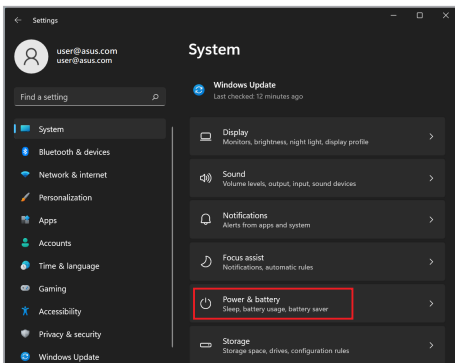 Settings
user@asus.com
user@asus.com
Find a setting
System
Bluetooth & devices
Network & internet
Personalization
Apps
Accounts
Time & language
Gaming
Accessibility
Privacy & security
Windows Update
System
Windows Update
Last checked: 12 minutes ago
Display
Monitors, brightness, night light, display profile
Sound
Volume levels, output, input, sound devices
Notifications
Alerts from apps and system
Focus assist
Notifications, automatic rules
Power & battery
Sleep, battery usage, battery saver
Storage
Storage space, drives, configuration rules